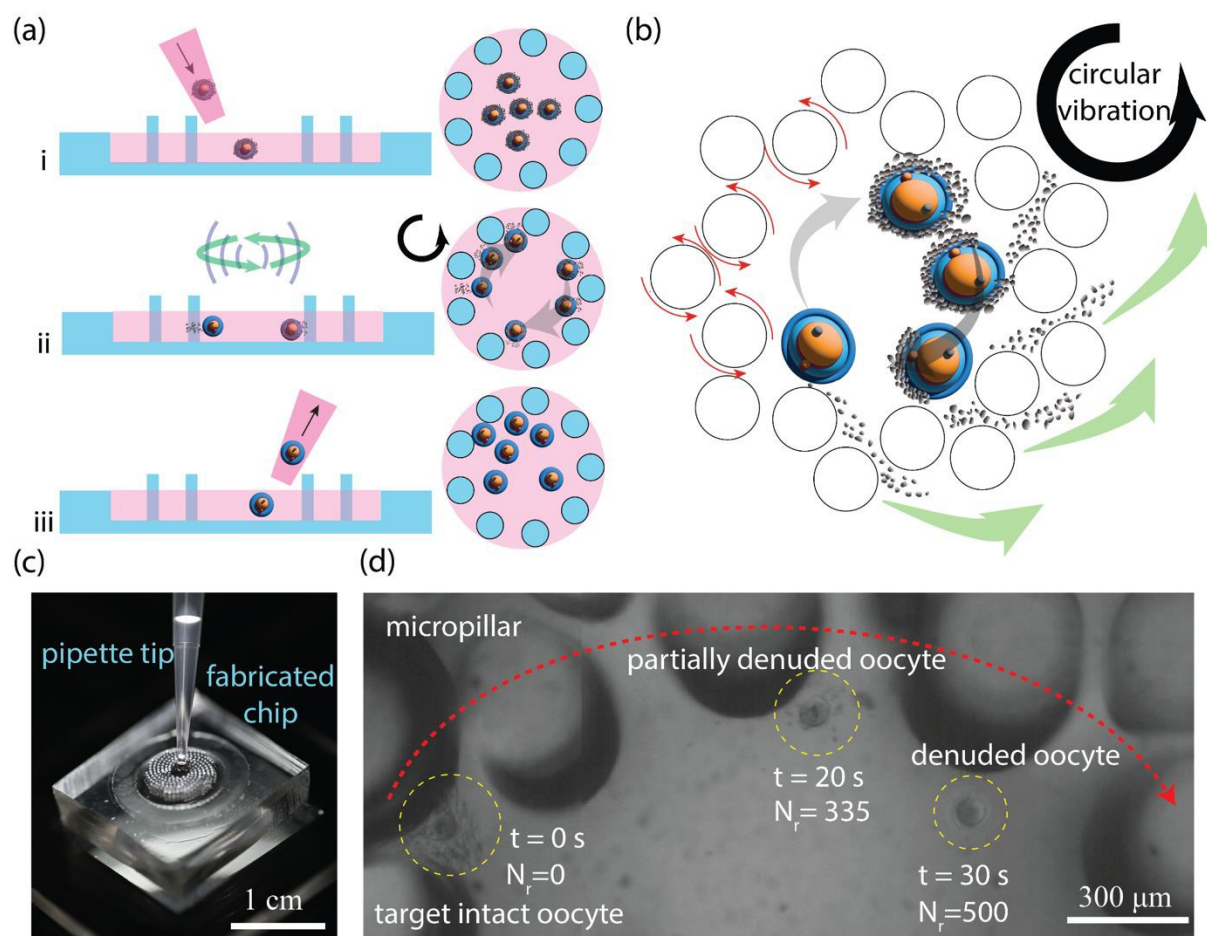 (a)
i
ii
iii
(b)
circular
vibration
(c)
pipette tip
fabricated
chip
1 cm
(d)
micropillar
partially denuded oocyte
denuded oocyte
t = 0 s
N_r=0
target intact oocyte
t = 20 s
N_r = 335
t = 30 s
N_r=500
300 μm